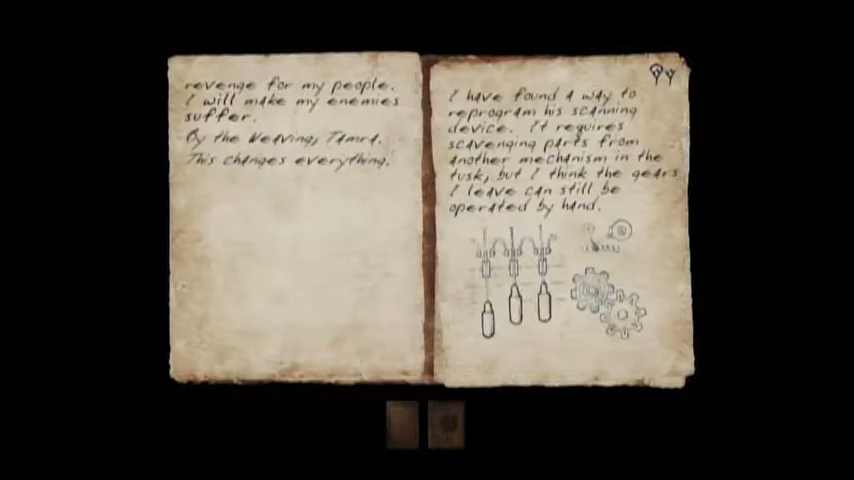 revenge for my people.
I will make my enemies
suffer.
By the Weaving, Tamra.
This changes everything.
I have found a way to
reprogram his scanning
device. It requires
scavenging parts from
another mechanism in the
tusk, but I think the gears
I leave can still be
operated by hand.